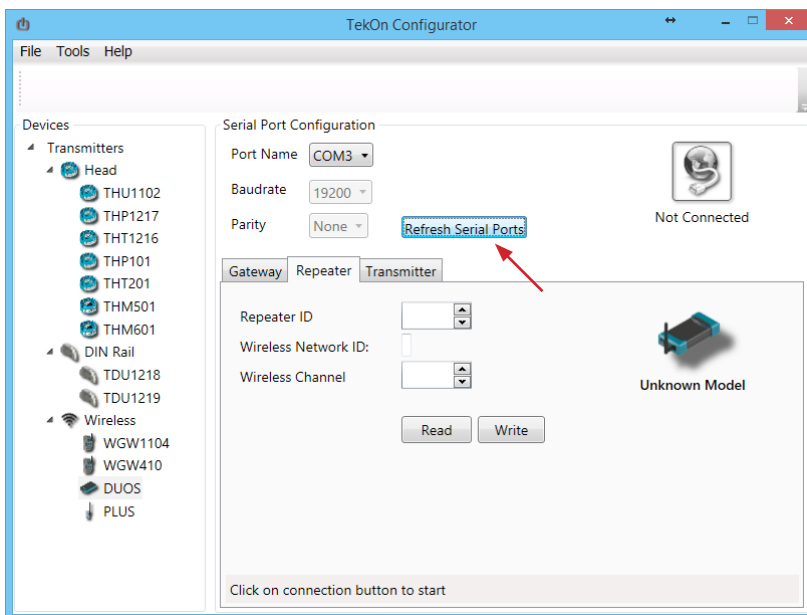 TekOn Configurator
File Tools Help
Devices
Transmitters
Head
THU1102
THP1217
THT1216
THP101
THT201
THM501
THM601
DIN Rail
TDU1218
TDU1219
Wireless
WGW1104
WGW410
DUOS
PLUS
Serial Port Configuration
Port Name COM3
Baudrate 19200
Parity None Refresh Serial Ports
Not Connected
Gateway Repeater Transmitter
Repeater ID
Wireless Network ID:
Wireless Channel
Unknown Model
Read Write
Click on connection button to start